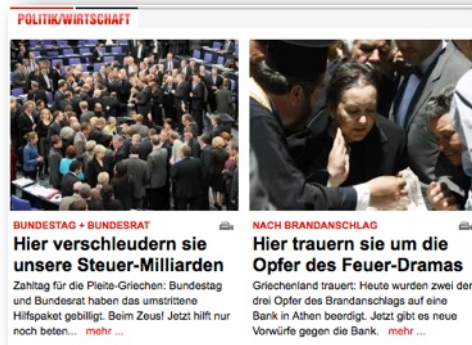 POLITIK/WIRTSCHAFT
BUNDESTAG + BUNDESRAT
Hier verschleudern sie
unsere Steuer-Milliarden
Zahltag für die Pleite-Griechen: Bundestag
und Bundesrat haben das umstrittene
Hilfspaket gebilligt. Beim Zeus! Jetzt hilft nur
noch beten... mehr ...
NACH BRANDANSCHLAG
Hier trauern sie um die
Opfer des Feuer-Dramas
Griechenland trauert: Heute wurden zwei der
drei Opfer des Brandanschlags auf eine
Bank in Athen beerdigt. Jetzt gibt es neue
Vorwürfe gegen die Bank. mehr ...